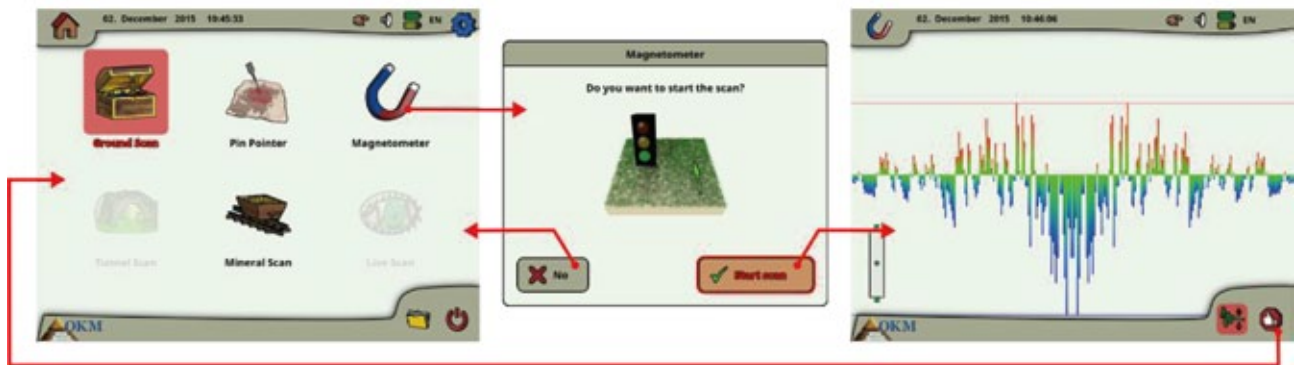 02. December 2015 10:45:33
EN
Ground Scan
Pin Pointer
Magnetometer
Tunnel Scan
Mineral Scan
Live Scan
OKM
Magnetometer
Do you want to start the scan?
No
Start scan
02. December 2015 10:46:06
EN
OKM